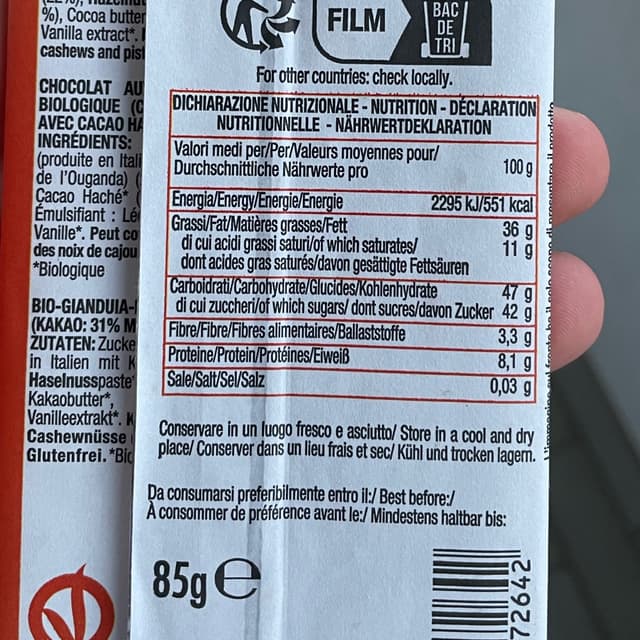 %), Cocoa butter
Vanilla extract*.
cashews and pist
CHOCOLAT AU
BIOLOGIQUE (C
AVEC CACAO HA
INGRÉDIENTS:
(produite en Itali
de l'Ouganda) (
Cacao Haché* (
Émulsifiant : Lé
Vanille*. Peut co
des noix de cajou
*Biologique
BIO-GIANDUIA-
(KAKAO: 31% M
ZUTATEN: Zucke
in Italien mit K
Haselnusspaste
Kakaobutter*,
Vanilleextrakt*. K
Cashewnüsse
Glutenfrei. *Bio
FILM
BAC
DE
TRI
For other countries: check locally.
DICHIARAZIONE NUTRIZIONALE - NUTRITION - DÉCLARATION
NUTRITIONNELLE - NÄHRWERTDEKLARATION
Valori medi per/Per/Valeurs moyennes pour/
Durchschnittliche Nährwerte pro 100 g
Energia/Energy/Energie/Energie 2295 kJ/551 kcal
Grassi/Fat/Matières grasses/Fett 36 g
di cui acidi grassi saturi/of which saturates/ 11 g
dont acides gras saturés/davon gesättigte Fettsäuren
Carboidrati/Carbohydrate/Glucides/Kohlenhydrate 47 g
di cui zuccheri/of which sugars/ dont sucres/davon Zucker 42 g
Fibre/Fibre/Fibres alimentaires/Ballaststoffe 3,3 g
Proteine/Protein/Protéines/Eiweiß 8,1 g
Sale/Salt/Sel/Salz 0,03 g
Conservare in un luogo fresco e asciutto/ Store in a cool and dry
place/ Conserver dans un lieu frais et sec/ Kühl und trocken lagern.
Da consumarsi preferibilmente entro il:/ Best before:/
À consommer de préférence avant le:/ Mindestens haltbar bis:
85g e
72642